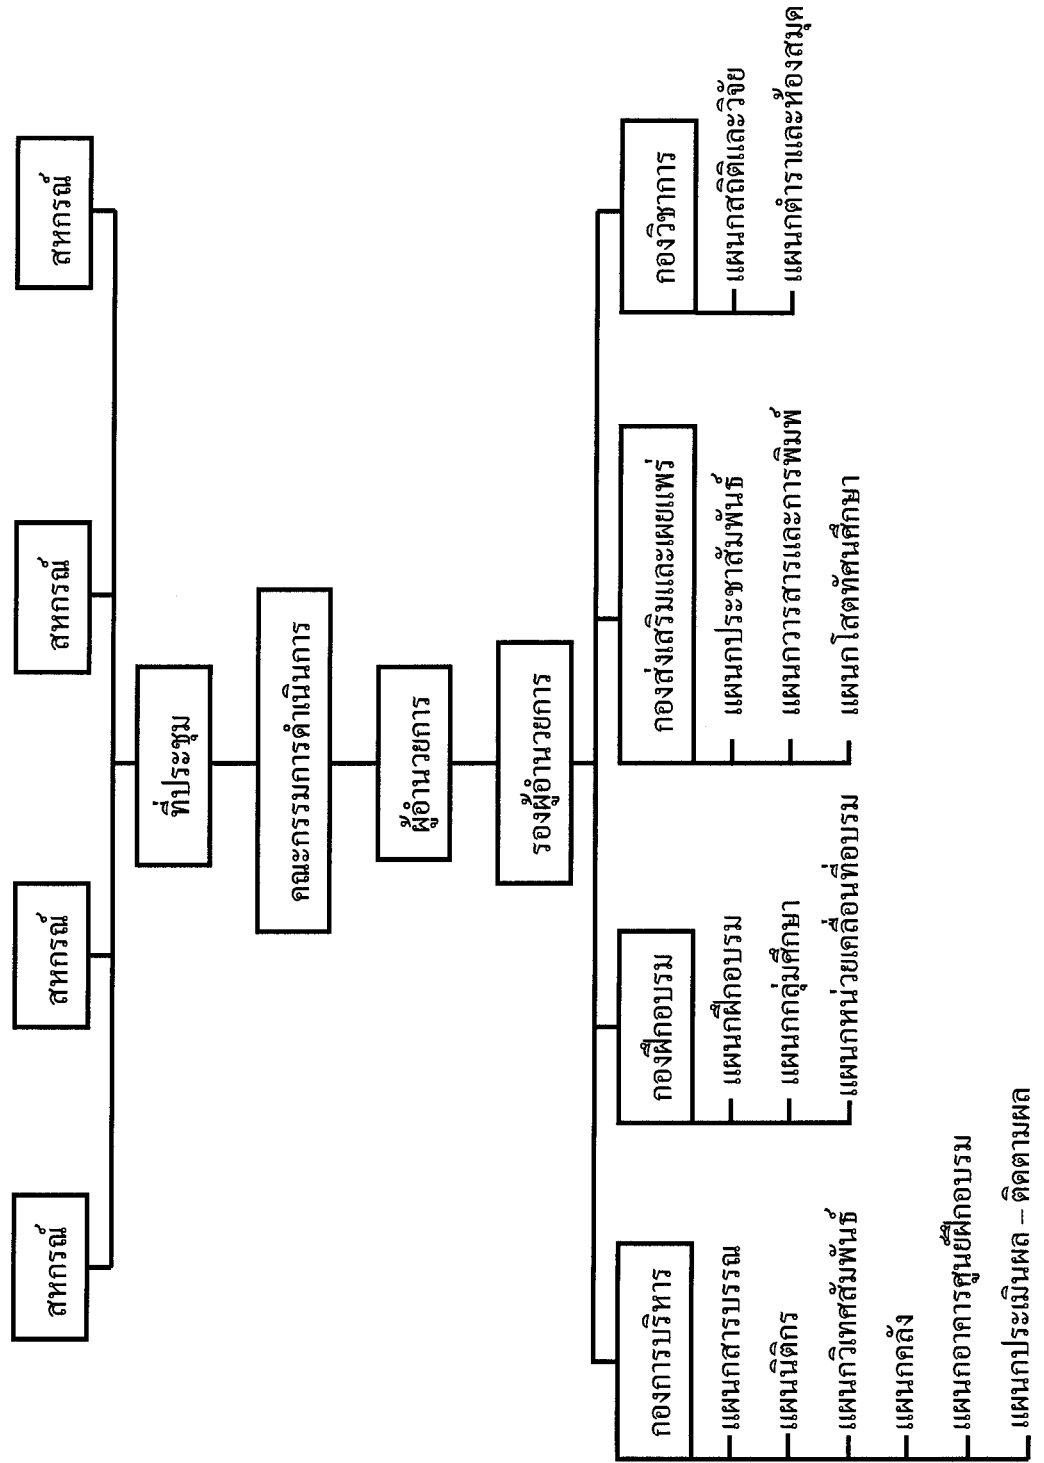 สหกรณ์
สหกรณ์
สหกรณ์
สหกรณ์
ที่ประชุม
คณะกรรมการดำเนินการ
ผู้อำนวยการ
รองผู้อำนวยการ
กองการบริหาร
แผนกสารบรรณ
แผนนิติกร
แผนกวิเทศสัมพันธ์
แผนกคลัง
แผนกอาคารศูนย์ฝึกอบรม
แผนกประเมินผล – ติดตามผล
กองฝึกอบรม
แผนกฝึกอบรม
แผนกกลุ่มศึกษา
แผนกหน่วยเคลื่อนที่อบรม
กองส่งเสริมและเผยแพร่
แผนกประชาสัมพันธ์
แผนกวารสารและการพิมพ์
แผนกโสตทัศนศึกษา
กองวิชาการ
แผนกสถิติและวิจัย
แผนกตำราและห้องสมุด